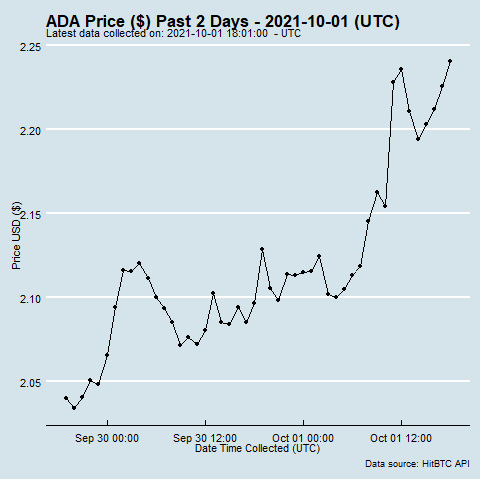 ADA Price ($) Past 2 Days - 2021-10-01 (UTC)
Latest data collected on: 2021-10-01 18:01:00 - UTC
2.25
2.20
2.15
2.10
2.05
Price USD ($)
Sep 30 00:00 Sep 30 12:00 Oct 01 00:00 Oct 01 12:00
Date Time Collected (UTC)
Data source: HitBTC API